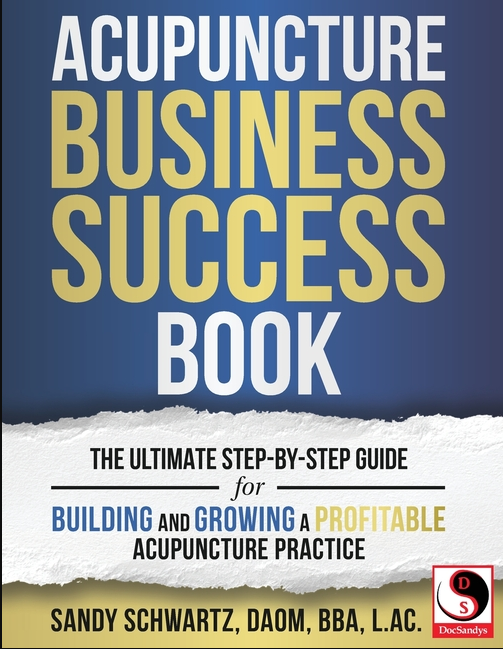 ACUPUNCTURE
BUSINESS
SUCCESS
BOOK
THE ULTIMATE STEP-BY-STEP GUIDE
for
BUILDING AND GROWING A PROFITABLE
ACUPUNCTURE PRACTICE
SANDY SCHWARTZ, DAOM, BBA, L.AC.
D
S
DocSandys